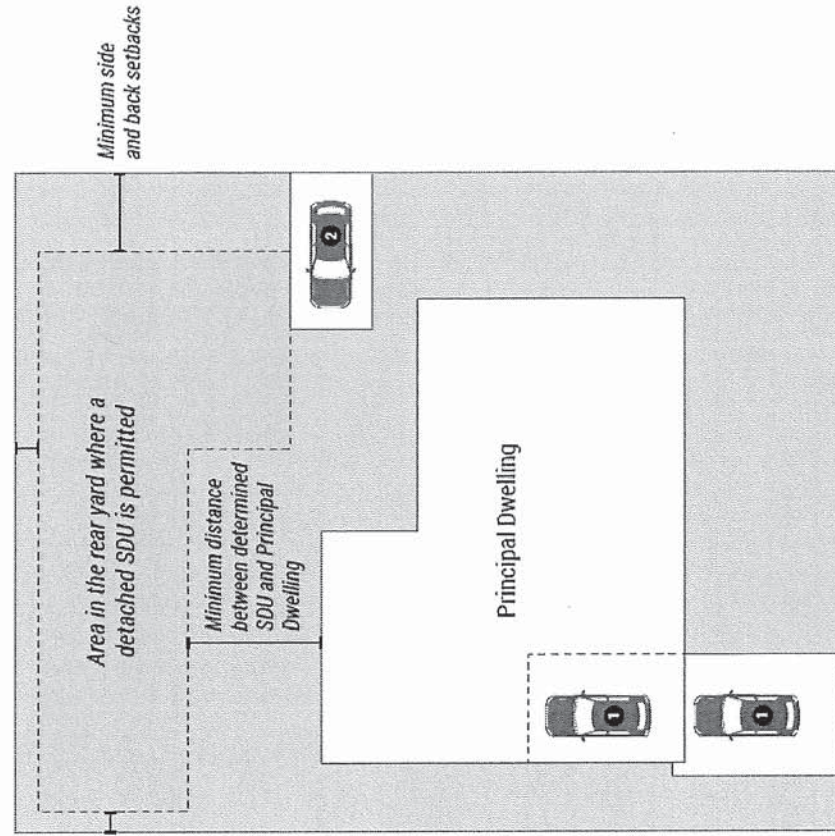 Minimum side
and back setbacks
Area in the rear yard where a
detached SDU is permitted
2
Minimum distance
between determined
SDU and Principal
Dwelling
Principal Dwelling
1
1